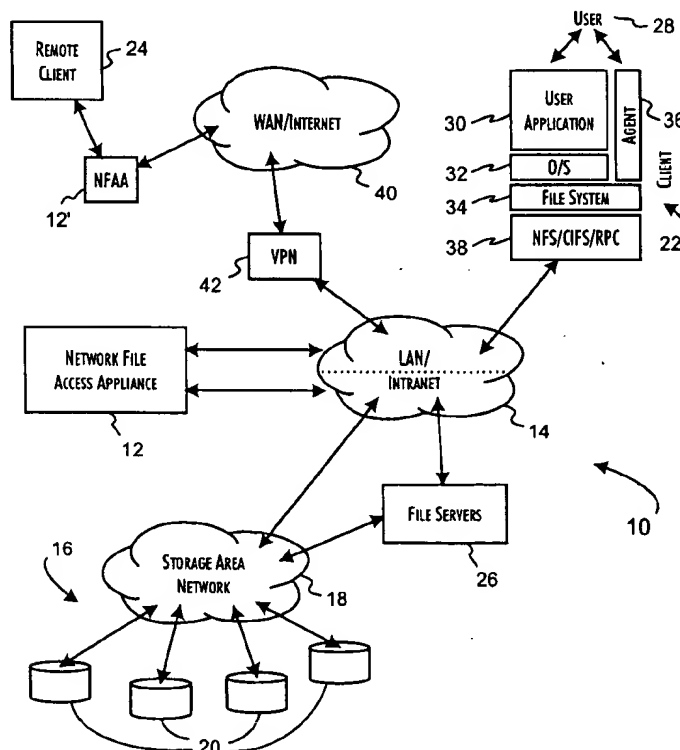 REMOTE
CLIENT
24
NFAA
12'
WAN/INTERNET
40
VPN
42
USER
28
USER
APPLICATION
30
O/S
32
AGENT
36
FILE SYSTEM
34
NFS/CIFS/RPC
38
CLIENT
22
NETWORK FILE
ACCESS APPLIANCE
12
LAN/
INTRANET
14
FILE SERVERS
26
10
STORAGE AREA
NETWORK
18
16
20